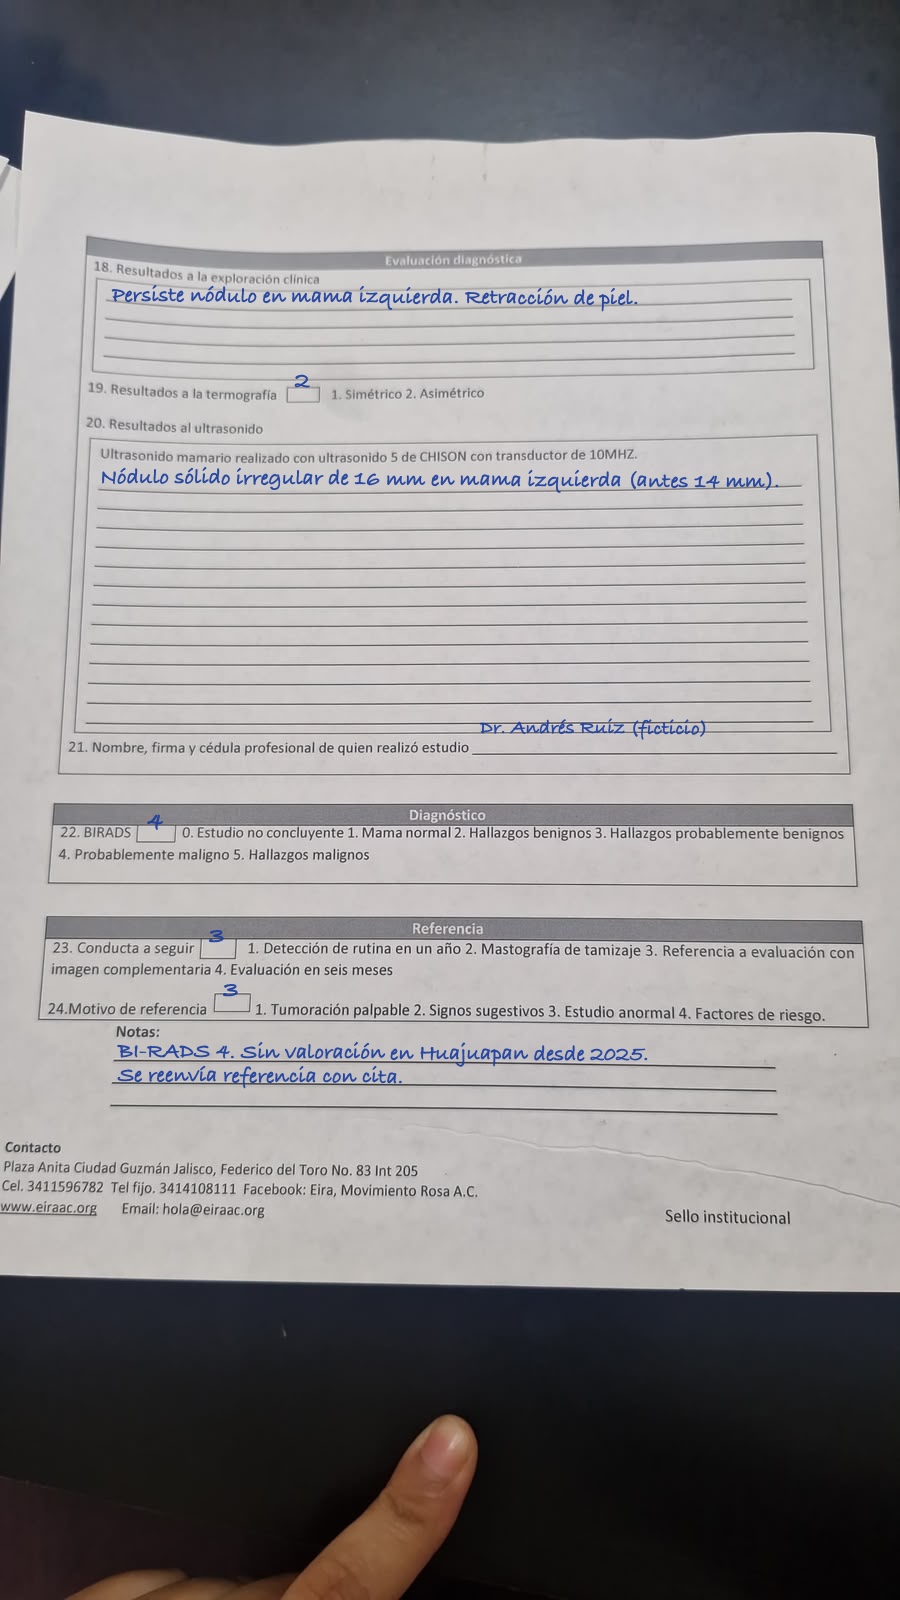 Evaluación diagnóstica
18. Resultados a la exploración clínica
Persiste nódulo en mama izquierda. Retracción de piel.
19. Resultados a la termografía 2 1. Simétrico 2. Asimétrico
20. Resultados al ultrasonido
Ultrasonido mamario realizado con ultrasonido 5 de CHISON con transductor de 10MHZ.
Nódulo sólido irregular de 16 mm en mama izquierda (antes 14 mm).
Dr. Andrés Ruíz (ficticio)
21. Nombre, firma y cédula profesional de quien realizó estudio
Diagnóstico
22. BIRADS 4 0. Estudio no concluyente 1. Mama normal 2. Hallazgos benignos 3. Hallazgos probablemente benignos
4. Probablemente maligno 5. Hallazgos malignos
Referencia
23. Conducta a seguir 3 1. Detección de rutina en un año 2. Mastografía de tamizaje 3. Referencia a evaluación con
imagen complementaria 4. Evaluación en seis meses
24.Motivo de referencia 3 1. Tumoración palpable 2. Signos sugestivos 3. Estudio anormal 4. Factores de riesgo.
Notas:
BI-RADS 4. Sin valoración en Huajuapan desde 2025.
Se reenvía referencia con cita.
Contacto
Plaza Anita Ciudad Guzmán Jalisco, Federico del Toro No. 83 Int 205
Cel. 3411596782 Tel fijo. 3414108111 Facebook: Eira, Movimiento Rosa A.C.
www.eiraac.org Email: hola@eiraac.org
Sello institucional